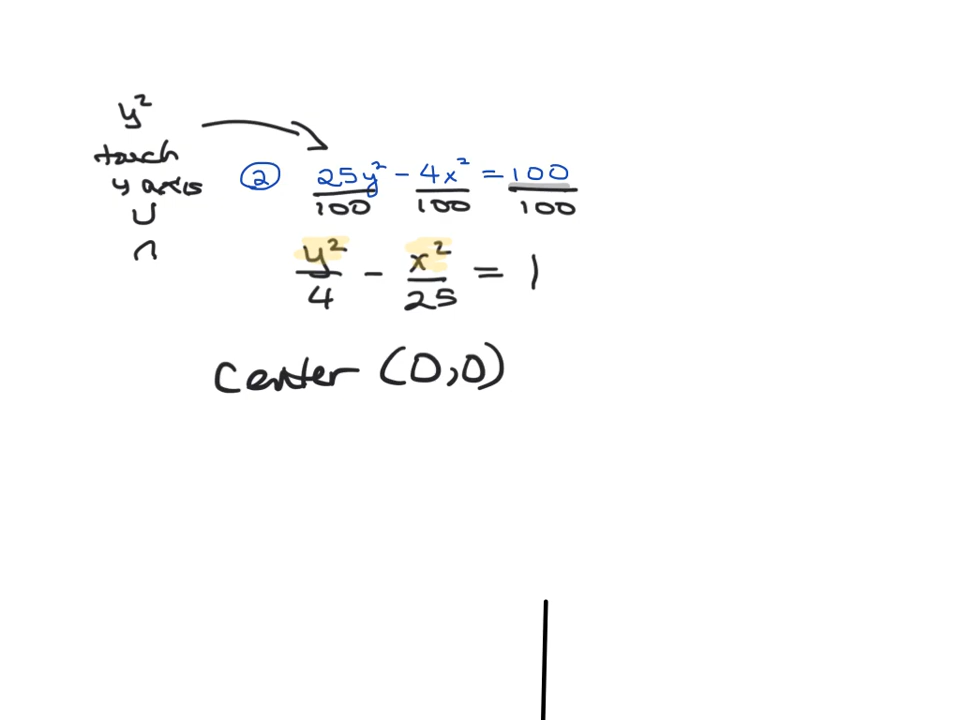 y²
touch
y axis
∪
∩
② 25y²/100 - 4x²/100 = 100/100
y²/4 - x²/25 = 1
center (0,0)